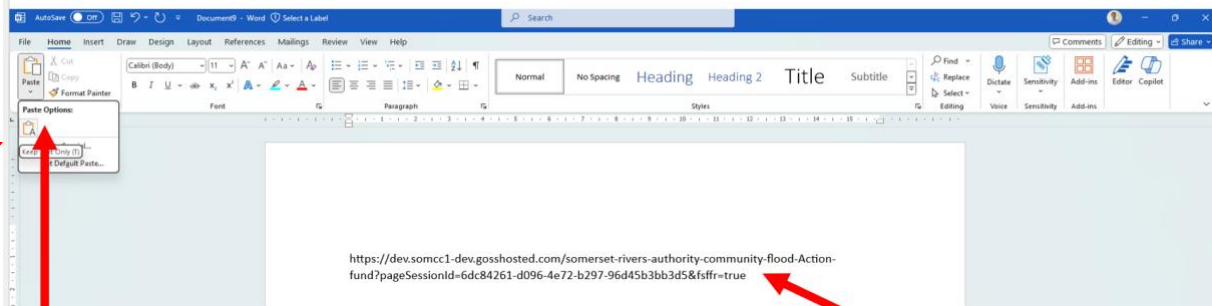 AutoSave Off Document9 - Word Select a Label Search
File Home Insert Draw Design Layout References Mailings Review View Help Comments Editing Share
Paste Cut Copy Format Painter
Calibri (Body) 11
Normal No Spacing Heading Heading 2 Title Subtitle
Find Replace Select
Dictate Sensitivity Add-ins Editor Copilot
Font Paragraph Styles Editing Voice Sensitivity Add-ins
Paste Options:
Keep Only (T)
Default Paste...
https://dev.somcc1-dev.gosshosted.com/somerset-rivers-authority-community-flood-Action-
fund?pageSessionId=6dc84261-d096-4e72-b297-96d45b3bb3d5&fsffr=true